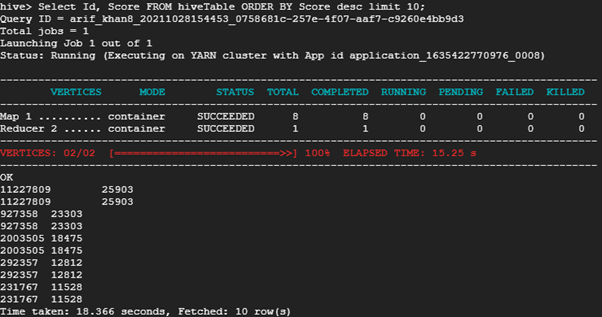 hive> Select Id, Score FROM hiveTable ORDER BY Score desc limit 10;
Query ID = arif_khan8_20211028154453_0758681c-257e-4f07-aaf7-c9260e4bb9d3
Total jobs = 1
Launching Job 1 out of 1
Status: Running (Executing on YARN cluster with App id application_1635422770976_0008)
----------------------------------------------------------------------------------------------
VERTICES MODE STATUS TOTAL COMPLETED RUNNING PENDING FAILED KILLED
----------------------------------------------------------------------------------------------
Map 1 .......... container SUCCEEDED 8 8 0 0 0 0
Reducer 2 ...... container SUCCEEDED 1 1 0 0 0 0
----------------------------------------------------------------------------------------------
VERTICES: 02/02 [==========================>>] 100% ELAPSED TIME: 15.25 s
----------------------------------------------------------------------------------------------
OK
11227809 25903
11227809 25903
927358 23303
927358 23303
2003505 18475
2003505 18475
292357 12812
292357 12812
231767 11528
231767 11528
Time taken: 18.366 seconds, Fetched: 10 row(s)